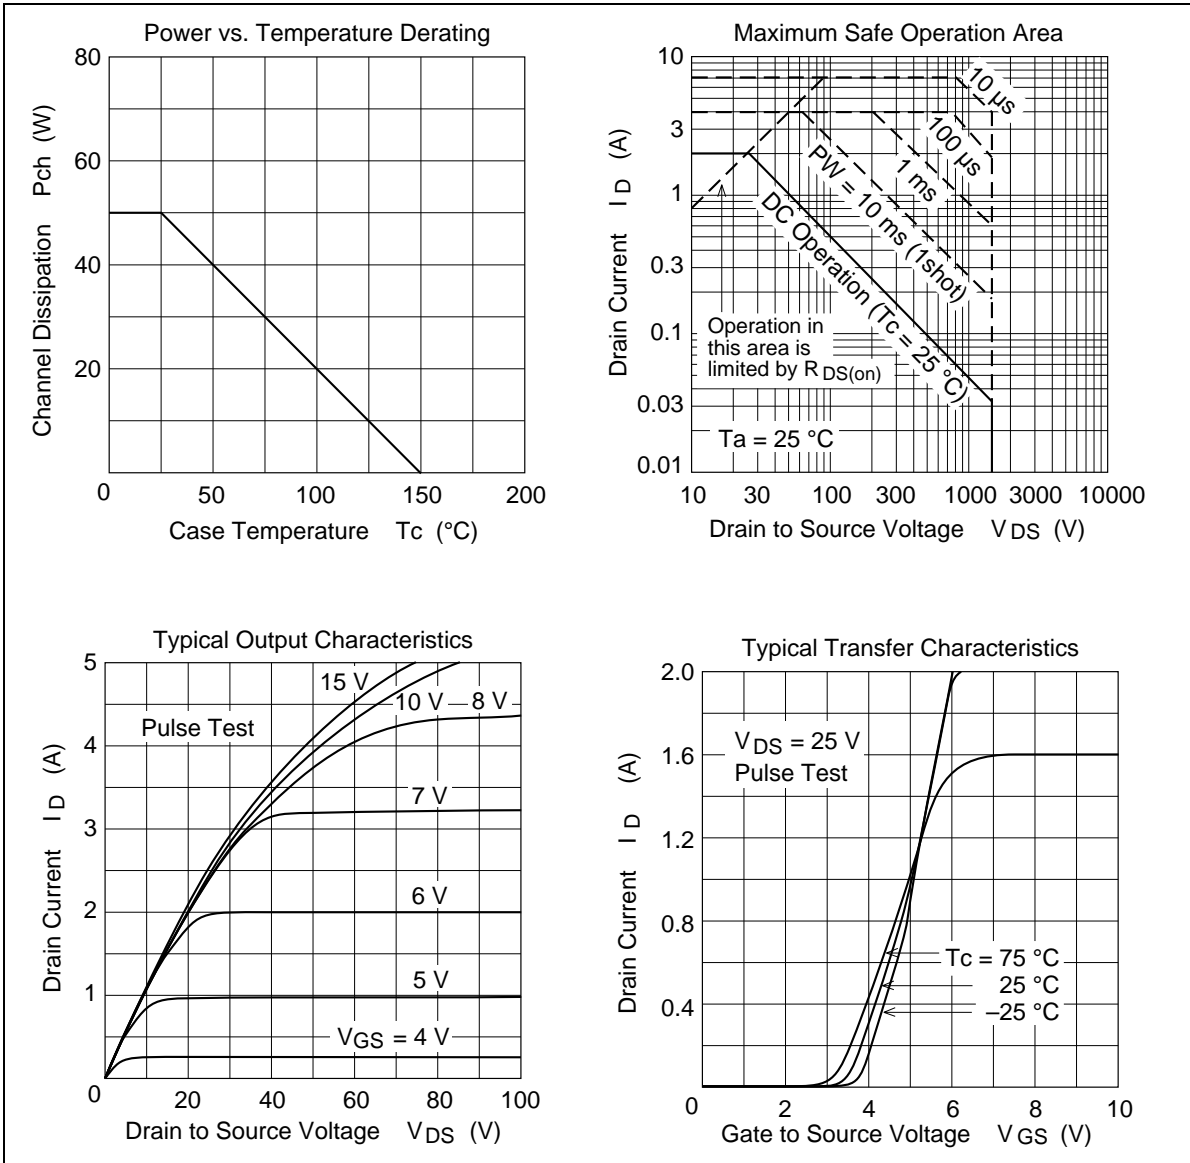 Power vs. Temperature Derating
80
60
40
20
0
50
100
150
200
Channel Dissipation Pch (W)
Case Temperature Tc (°C)
Maximum Safe Operation Area
10
3
1
0.3
0.1
0.03
0.01
10
30
100
300
1000
3000
10000
Drain Current I D (A)
Drain to Source Voltage V DS (V)
10 µs
100 µs
1 ms
PW = 10 ms (1shot)
DC Operation (Tc = 25 °C)
Operation in
this area is
limited by R DS(on)
Ta = 25 °C
Typical Output Characteristics
5
4
3
2
1
0
20
40
60
80
100
Drain Current I D (A)
Drain to Source Voltage V DS (V)
Pulse Test
15 V
10 V
8 V
7 V
6 V
5 V
VGS = 4 V
Typical Transfer Characteristics
2.0
1.6
1.2
0.8
0.4
0
2
4
6
8
10
Drain Current I D (A)
Gate to Source Voltage V GS (V)
V DS = 25 V
Pulse Test
Tc = 75 °C
25 °C
–25 °C